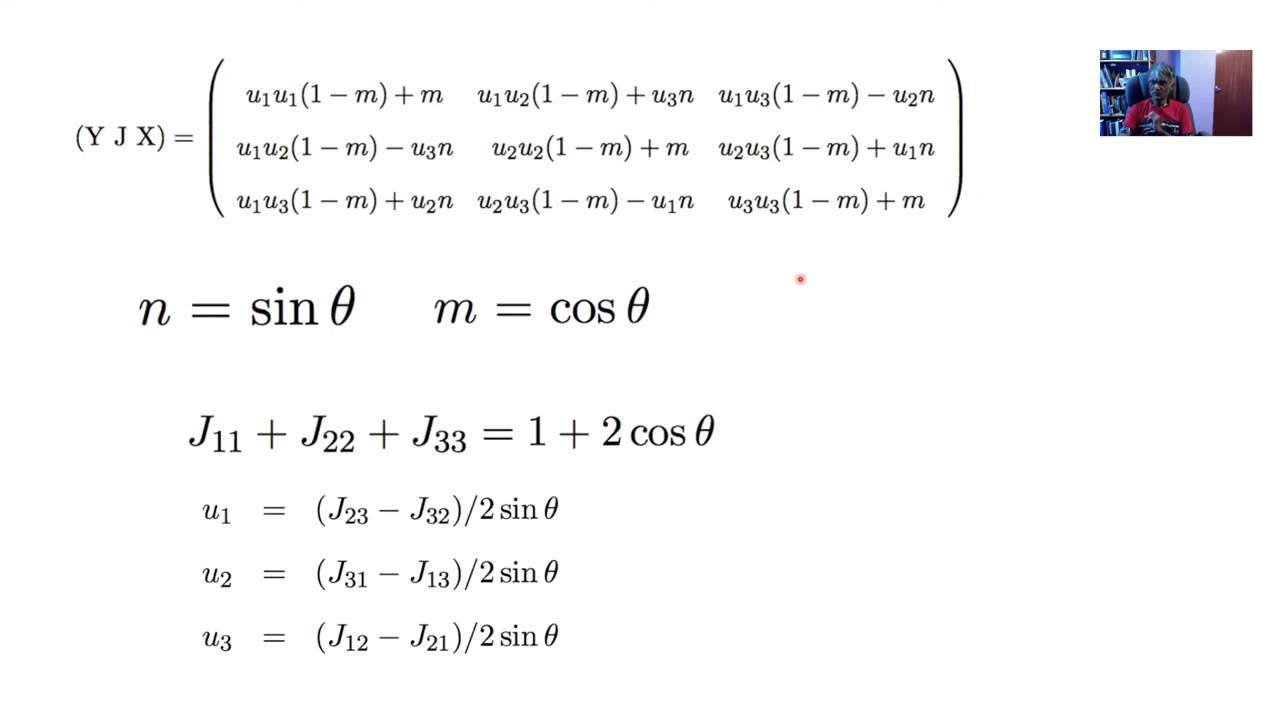 u₁u₁(1 − m) + m   u₁u₂(1 − m) + u₃n   u₁u₃(1 − m) − u₂n
(Y J X) = u₁u₂(1 − m) − u₃n   u₂u₂(1 − m) + m   u₂u₃(1 − m) + u₁n
u₁u₃(1 − m) + u₂n   u₂u₃(1 − m) − u₁n   u₃u₃(1 − m) + m
n = sin θ   m = cos θ
J₁₁ + J₂₂ + J₃₃ = 1 + 2 cos θ
u₁ = (J₂₃ − J₃₂)/2 sin θ
u₂ = (J₃₁ − J₁₃)/2 sin θ
u₃ = (J₁₂ − J₂₁)/2 sin θ